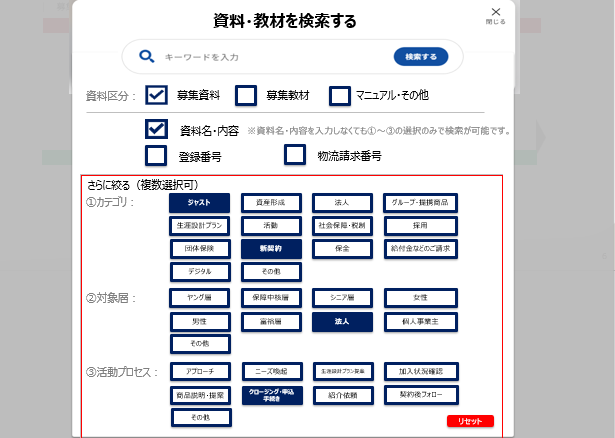 資料・教材を検索する
閉じる
キーワードを入力 検索する
資料区分： 募集資料 募集教材 マニュアル・その他
資料名・内容 ※資料名・内容を入力しなくても①～③の選択のみで検索が可能です。
登録番号 物流請求番号
さらに絞る（複数選択可）
①カテゴリ： ジャスト 資産形成 法人 グループ・提携商品
生涯設計プラン 活動 社会保障・税制 採用
団体保険 新契約 保全 給付金などのご請求
デジタル その他
②対象層： ヤング層 保障中核層 シニア層 女性
男性 富裕層 法人 個人事業主
その他
③活動プロセス： アプローチ ニーズ喚起 生涯設計プラン提案 加入状況確認
商品説明・提案 クロージング・申込手続き 紹介依頼 契約後フォロー
その他
リセット